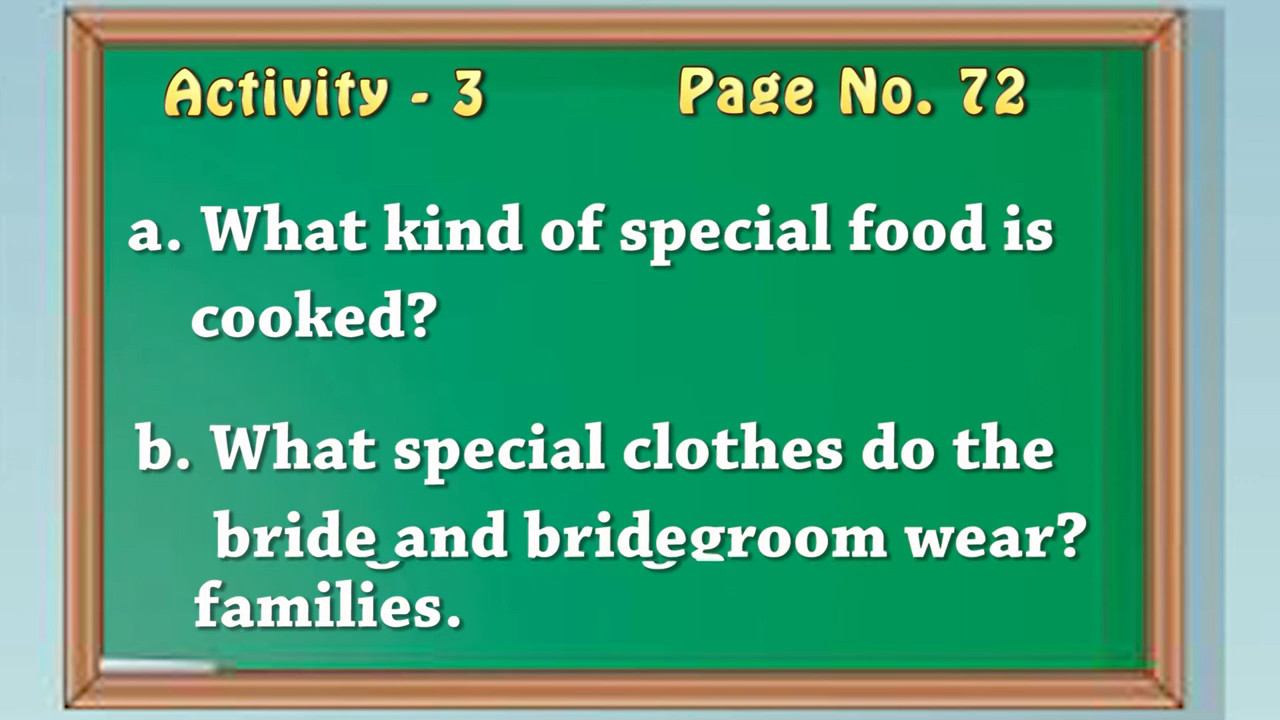 Activity - 3 Page No. 72
a. What kind of special food is
cooked?
b. What special clothes do the
bride and bridegroom wear?
families.